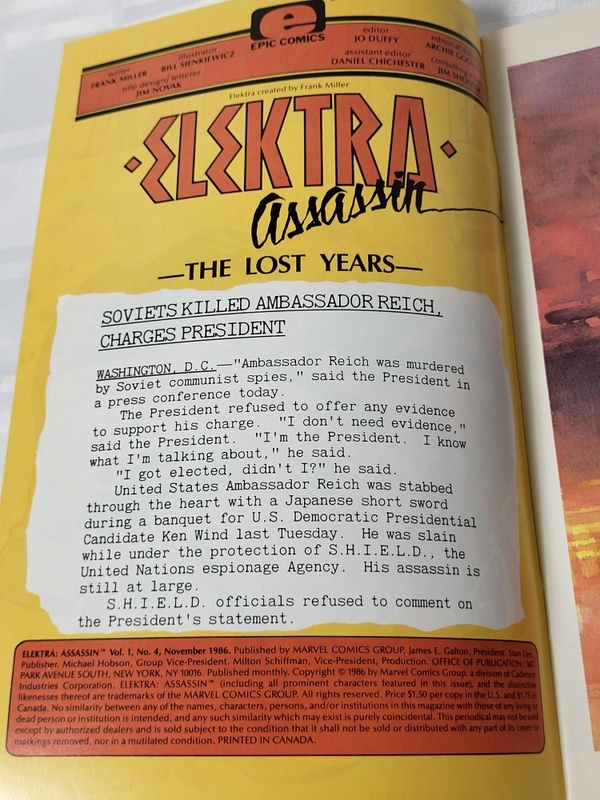 e
EPIC COMICS
writer
FRANK MILLER
illustrator
BILL SIENKIEWICZ
title design/letterer
JIM NOVAK
editor
JO DUFFY
assistant editor
DANIEL CHICHESTER
editorial
ARCHIE
consulting
JIM
Elektra created by Frank Miller
ELEKTRA
Assassin
—THE LOST YEARS—
SOVIETS KILLED AMBASSADOR REICH,
CHARGES PRESIDENT
WASHINGTON, D.C.—"Ambassador Reich was murdered
by Soviet communist spies," said the President in
a press conference today.
The President refused to offer any evidence
to support his charge. "I don't need evidence,"
said the President. "I'm the President. I know
what I'm talking about," he said.
"I got elected, didn't I?" he said.
United States Ambassador Reich was stabbed
through the heart with a Japanese short sword
during a banquet for U.S. Democratic Presidential
Candidate Ken Wind last Tuesday. He was slain
while under the protection of S.H.I.E.L.D., the
United Nations espionage Agency. His assassin is
still at large.
S.H.I.E.L.D. officials refused to comment on
the President's statement.
ELEKTRA: ASSASSIN™ Vol. 1, No. 4, November 1986. Published by MARVEL COMICS GROUP, James E. Galton, President. Stan Lee,
Publisher. Michael Hobson, Group Vice-President. Milton Schiffman, Vice-President, Production. OFFICE OF PUBLICATION: 387
PARK AVENUE SOUTH, NEW YORK, NY 10016. Published monthly. Copyright © 1986 by Marvel Comics Group, a division of Cadence
Industries Corporation. ELEKTRA: ASSASSIN™ (including all prominent characters featured in this issue), and the distinctive
likenesses thereof are trademarks of the MARVEL COMICS GROUP. All rights reserved. Price $1.50 per copy in the U.S. and $1.75 in
Canada. No similarity between any of the names, characters, persons, and/or institutions in this magazine with those of any living or
dead person or institution is intended, and any such similarity which may exist is purely coincidental. This periodical may not be sold
except by authorized dealers and is sold subject to the condition that it shall not be sold or distributed with any part of its cover or
markings removed, nor in a mutilated condition. PRINTED IN CANADA.